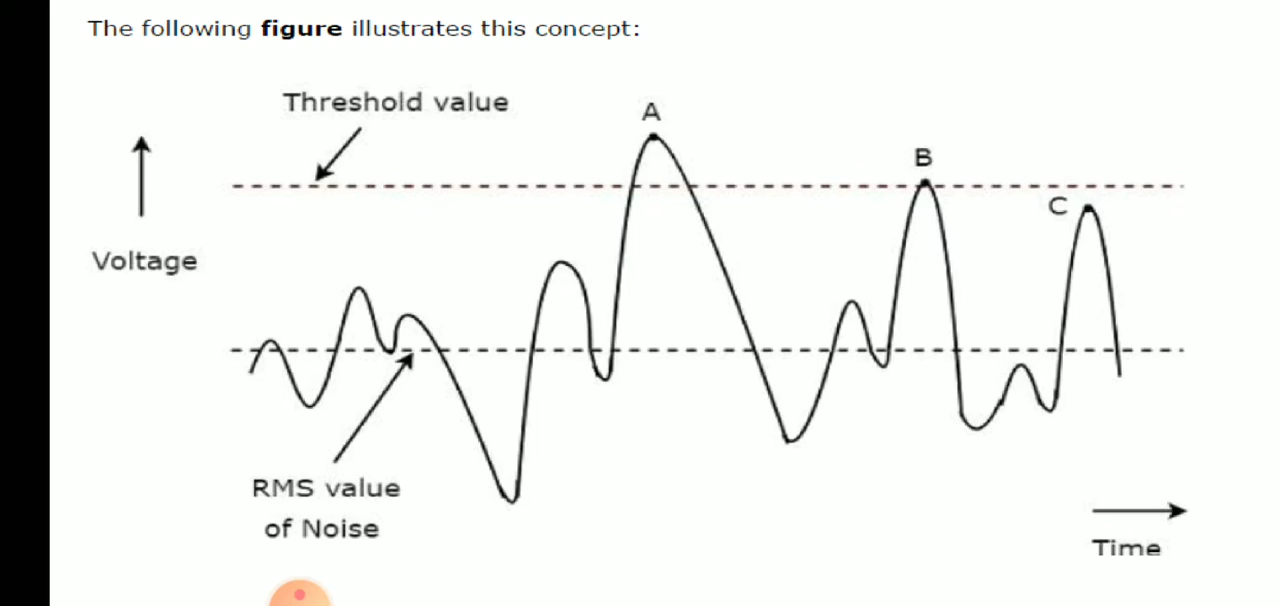 The following figure illustrates this concept:
Threshold value
A
B
C
Voltage
RMS value
of Noise
Time